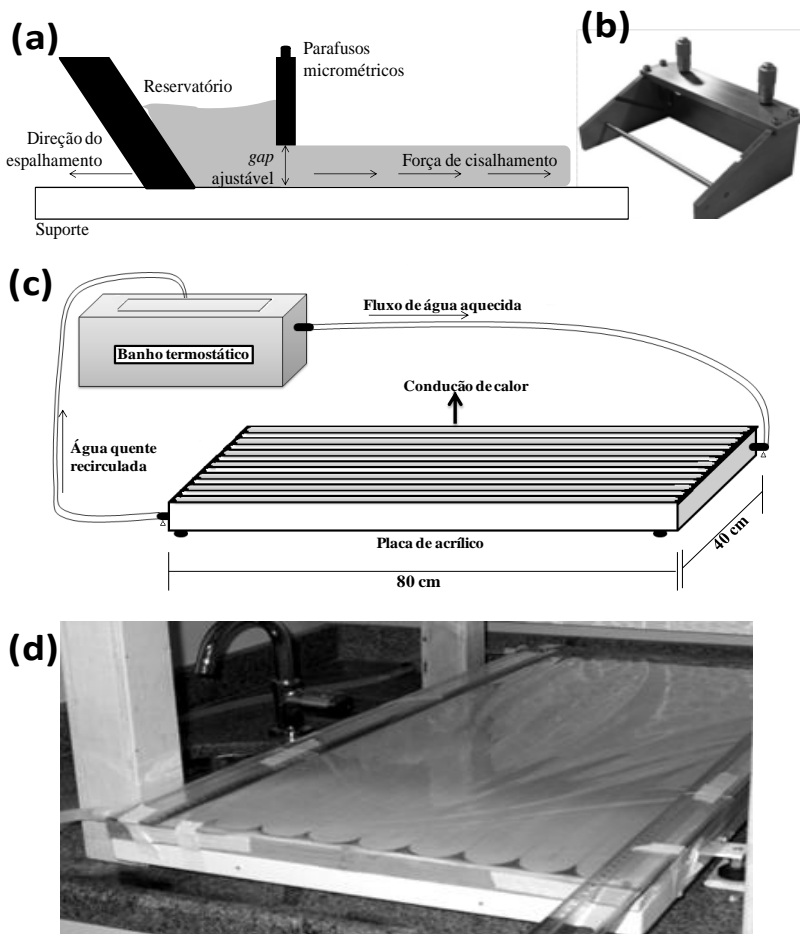 (a)
Reservatório
Parafusos
micrométricos
Direção do
espalhamento
gap
ajustável
Força de cisalhamento
Suporte
(b)
(c)
Banho termostático
Fluxo de água aquecida
Condução de calor
Água quente
recirculada
Placa de acrílico
80 cm
40 cm
(d)